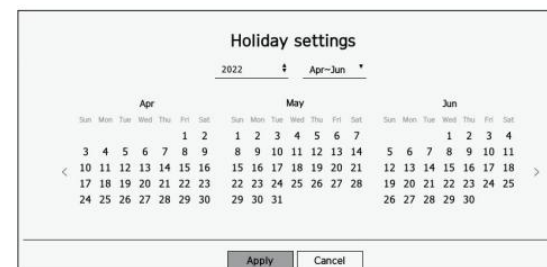 Holiday settings
2022 Apr~Jun
Apr May Jun
Sun Mon Tue Wed Thu Fri Sat Sun Mon Tue Wed Thu Fri Sat Sun Mon Tue Wed Thu Fri Sat
1 2 1 2 3 4 5 6 7 1 2 3 4
3 4 5 6 7 8 9 8 9 10 11 12 13 14 5 6 7 8 9 10 11
< 10 11 12 13 14 15 16 15 16 17 18 19 20 21 12 13 14 15 16 17 18 >
17 18 19 20 21 22 23 22 23 24 25 26 27 28 19 20 21 22 23 24 25
24 25 26 27 28 29 30 29 30 31 26 27 28 29 30
Apply Cancel